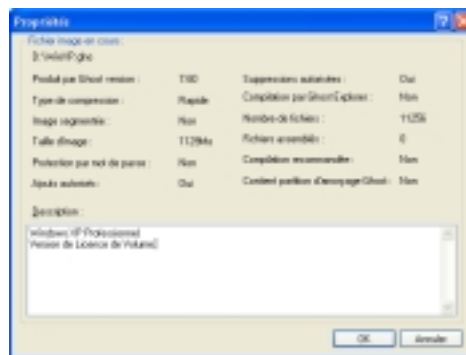 Propriétés
Fichier image en cours :
Produit par Ghost version : Suppressions autorisées : Oui
Type de compression : Rapide Compilation par Ghost Explorer : Non
Image segmentée : Non Nombre de fichiers : 11256
Taille d'image : 1129Mo Fichiers assemblés : 0
Protection par mot de passe : Non Compilation recommandée : Non
Ajouts autorisés : Oui Contient partition d'amorçage Ghost : Non
Description :
Windows XP Professionnel
Version de Licence de Volume
OK Annuler